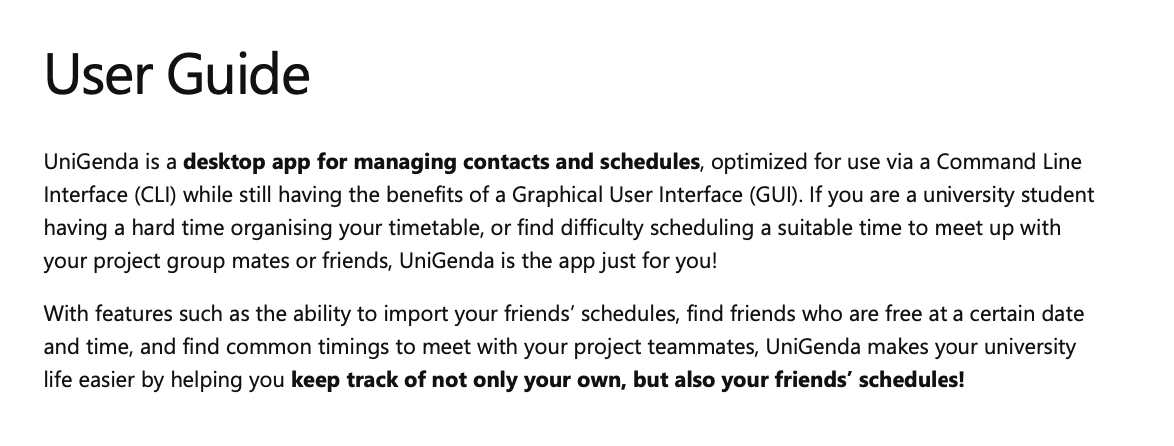 User Guide
UniGenda is a desktop app for managing contacts and schedules, optimized for use via a Command Line
Interface (CLI) while still having the benefits of a Graphical User Interface (GUI). If you are a university student
having a hard time organising your timetable, or find difficulty scheduling a suitable time to meet up with
your project group mates or friends, UniGenda is the app just for you!
With features such as the ability to import your friends’ schedules, find friends who are free at a certain date
and time, and find common timings to meet with your project teammates, UniGenda makes your university
life easier by helping you keep track of not only your own, but also your friends’ schedules!